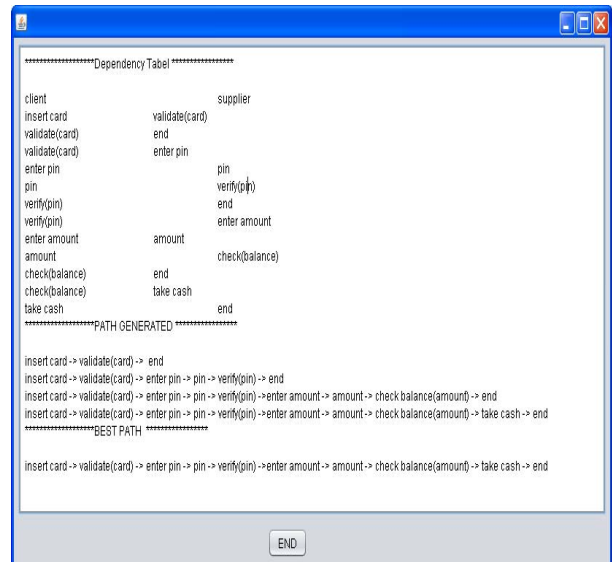 ******************Dependency Tabel ****************
client supplier
insert card validate(card)
validate(card) end
validate(card) enter pin
enter pin pin
pin verify(pin)
verify(pin) end
verify(pin) enter amount
enter amount amount
amount check(balance)
check(balance) end
check(balance) take cash
take cash end
******************PATH GENERATED ****************
insert card -> validate(card) -> end
insert card -> validate(card) -> enter pin -> pin -> verify(pin) -> end
insert card -> validate(card) -> enter pin -> pin -> verify(pin) ->enter amount -> amount -> check balance(amount) -> end
insert card -> validate(card) -> enter pin -> pin -> verify(pin) ->enter amount -> amount -> check balance(amount) -> take cash -> end
******************BEST PATH ****************
insert card -> validate(card) -> enter pin -> pin -> verify(pin) ->enter amount -> amount -> check balance(amount) -> take cash -> end
END